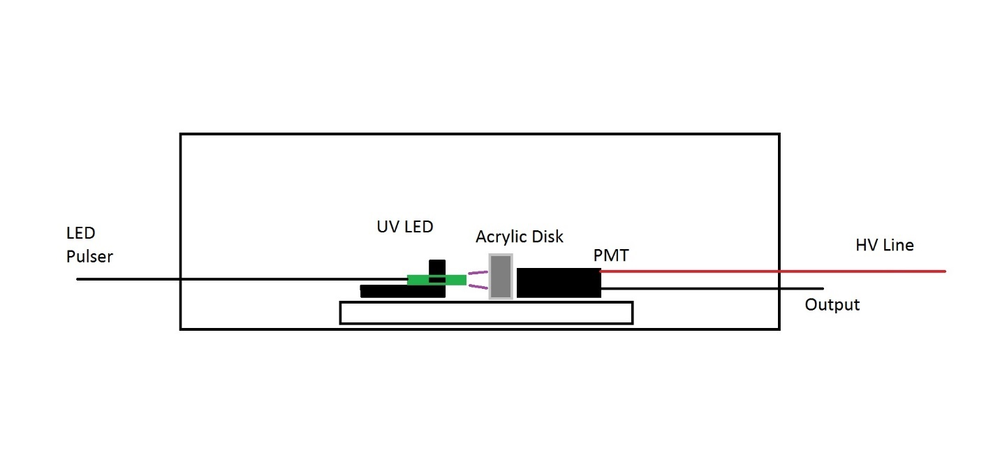 LED
Pulser
UV LED
Acrylic Disk
PMT
HV Line
Output